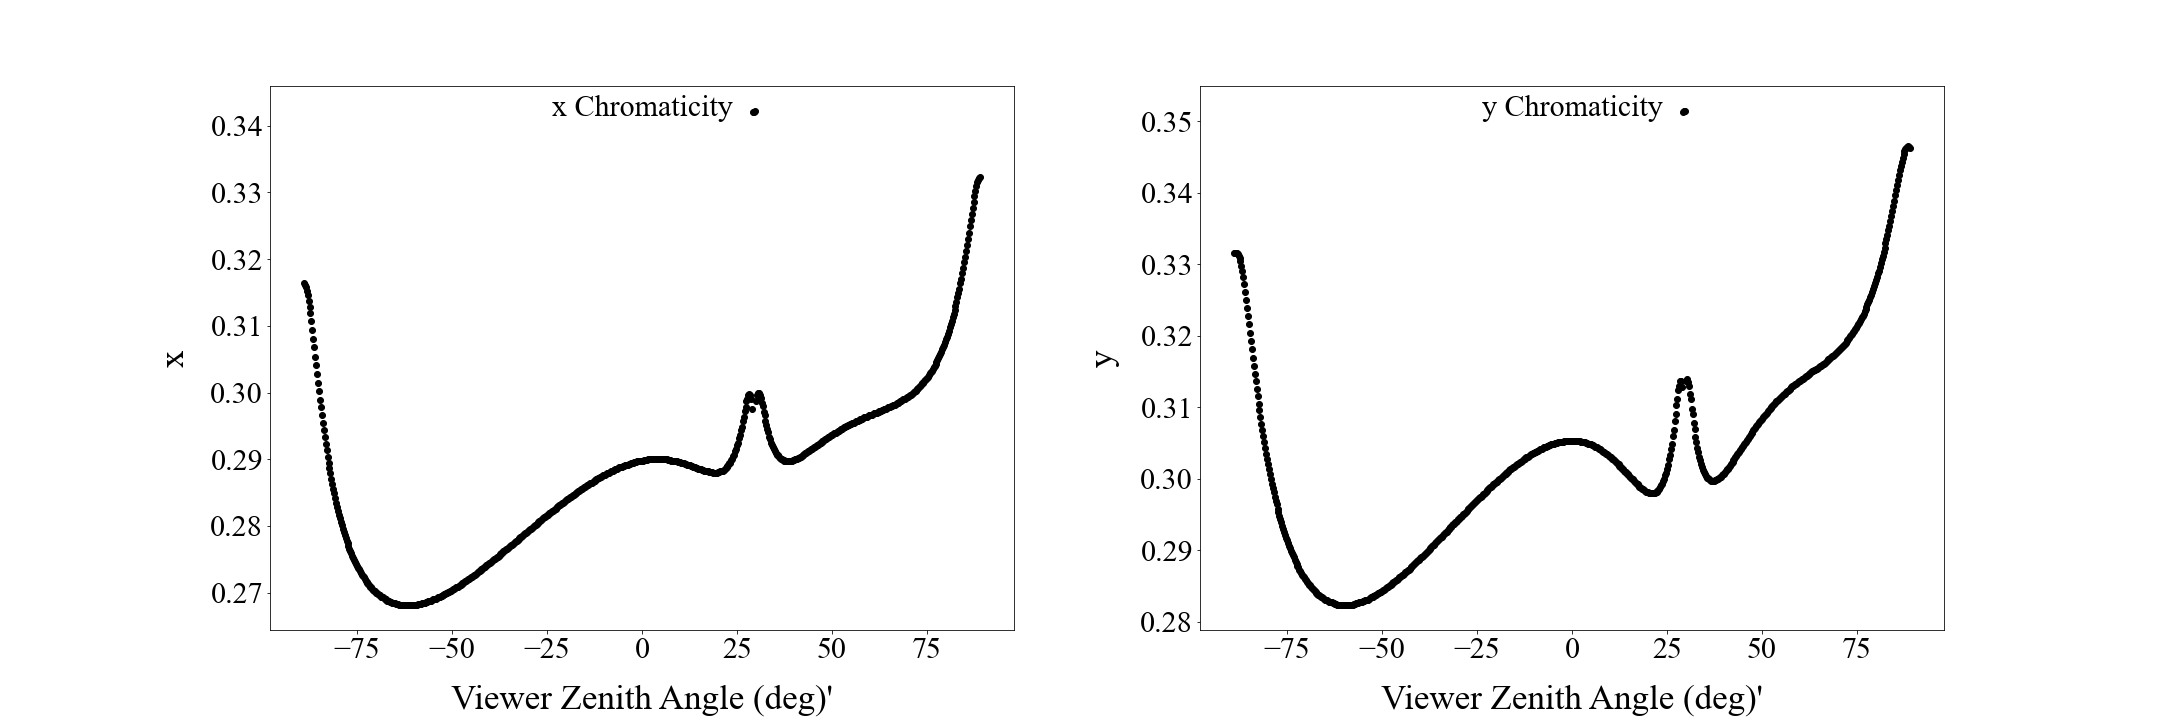 x Chromaticity
0.34
0.33
0.32
0.31
0.30
0.29
0.28
0.27
x
−75 −50 −25 0 25 50 75
Viewer Zenith Angle (deg)'
y Chromaticity
0.35
0.34
0.33
0.32
0.31
0.30
0.29
0.28
y
−75 −50 −25 0 25 50 75
Viewer Zenith Angle (deg)'